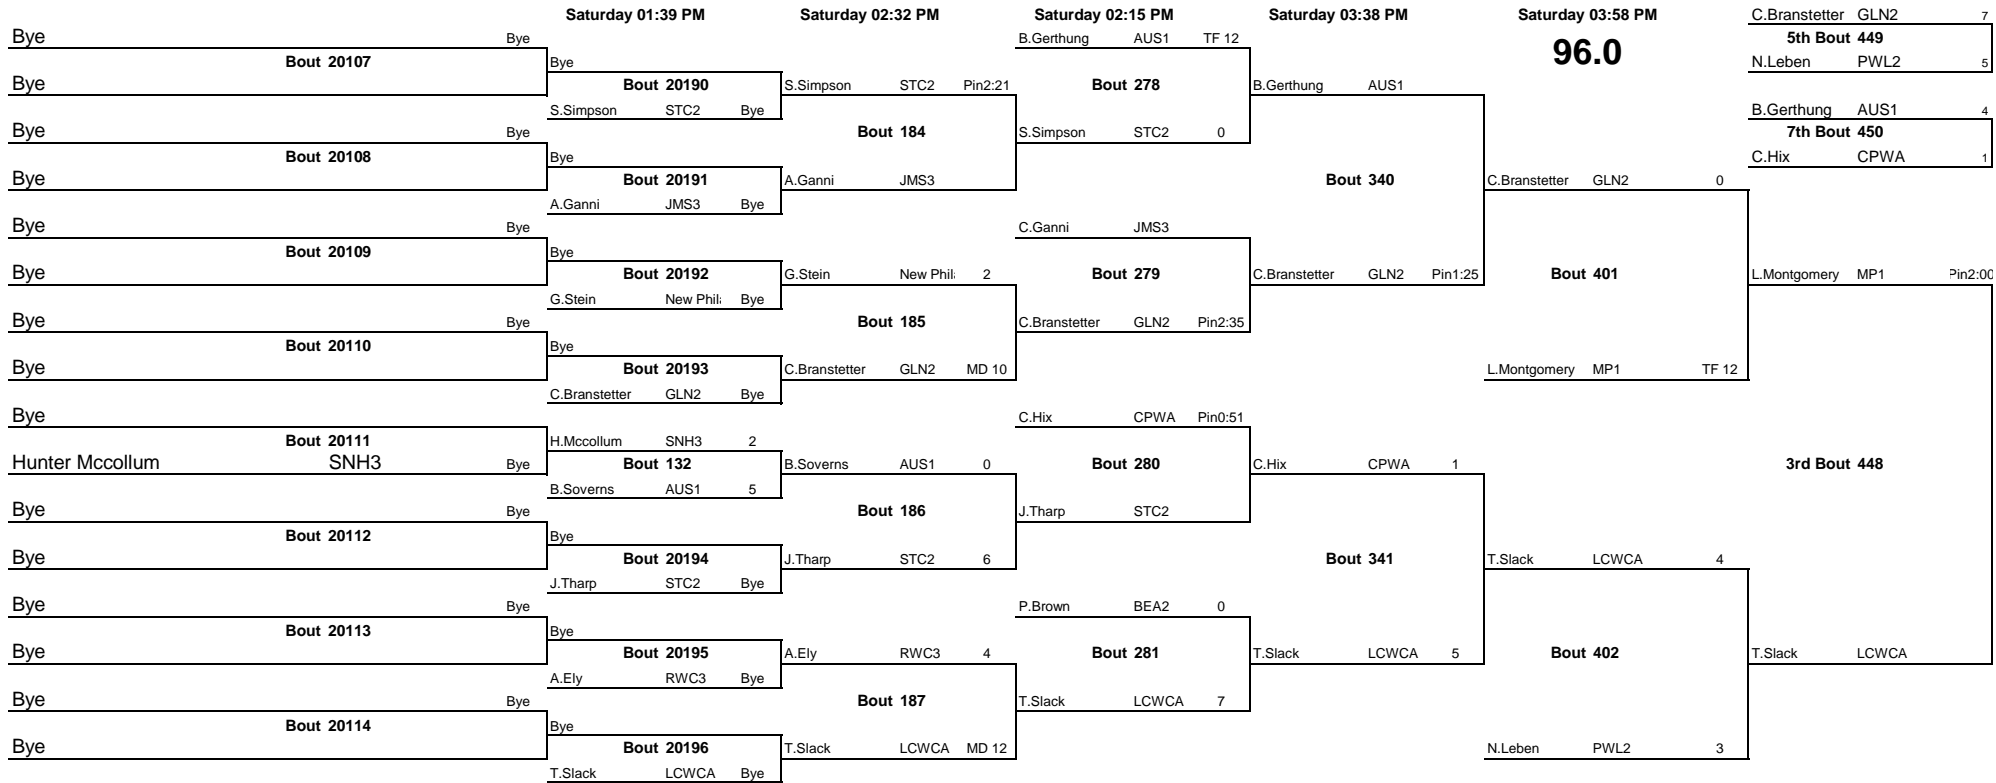 Saturday 01:39 PM Saturday 02:32 PM Saturday 02:15 PM Saturday 03:38 PM Saturday 03:58 PM
96.0
Bye Bye
Bout 20107
Bye
Bye Bye
Bout 20108
Bye
Bye Bye
Bout 20109
Bye
Bye Bye
Bout 20110
Bye
Bye
Bout 20111
Hunter Mccollum SNH3 Bye
Bye Bye
Bout 20112
Bye
Bye Bye
Bout 20113
Bye
Bye Bye
Bout 20114
Bye
Bye
Bout 20190
S.Simpson STC2 Bye
Bye
Bout 20191
A.Ganni JMS3 Bye
Bye
Bout 20192
G.Stein New Phil Bye
Bye
Bout 20193
C.Branstetter GLN2 Bye
H.Mccollum SNH3 2
Bout 132
B.Soverns AUS1 5
Bye
Bout 20194
J.Tharp STC2 Bye
Bye
Bout 20195
A.Ely RWC3 Bye
Bye
Bout 20196
T.Slack LCWCA Bye
S.Simpson STC2 Pin2:21
Bout 184
A.Ganni JMS3
G.Stein New Phil 2
Bout 185
C.Branstetter GLN2 MD 10
B.Soverns AUS1 0
Bout 186
J.Tharp STC2 6
A.Ely RWC3 4
Bout 187
T.Slack LCWCA MD 12
B.Gerthung AUS1 TF 12
Bout 278
S.Simpson STC2 0
C.Ganni JMS3
Bout 279
C.Branstetter GLN2 Pin2:35
C.Hix CPWA Pin0:51
Bout 280
J.Tharp STC2
P.Brown BEA2 0
Bout 281
T.Slack LCWCA 7
B.Gerthung AUS1
Bout 340
C.Branstetter GLN2 Pin1:25
C.Hix CPWA 1
Bout 341
T.Slack LCWCA 5
C.Branstetter GLN2 0
Bout 401
L.Montgomery MP1 TF 12
T.Slack LCWCA 4
Bout 402
N.Leben PWL2 3
C.Branstetter GLN2 7
5th Bout 449
N.Leben PWL2 5
B.Gerthung AUS1 4
7th Bout 450
C.Hix CPWA 1
L.Montgomery MP1 Pin2:00
3rd Bout 448
T.Slack LCWCA